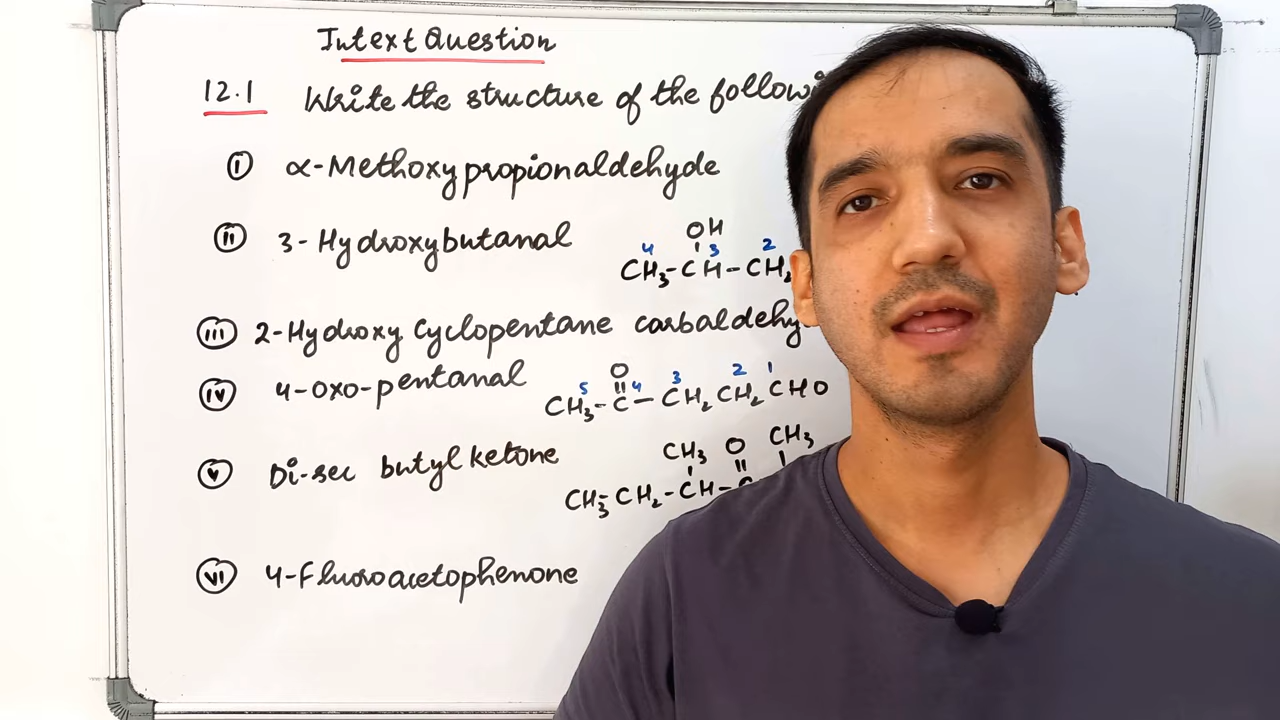 Intext Question
12.1 Write the structure of the followi
i α-Methoxypropionaldehyde
ii 3-Hydroxybutanal
OH
4 3 2
CH₃-CH-CH₂
iii 2-Hydroxy Cyclopentane carbaldehy
iv 4-oxo-pentanal
O
5 4 3 2 1
CH₃-C-CH₂CH₂CHO
v Di-sec butyl ketone
CH₃ O CH₃
CH₃-CH₂-CH-C
vi 4-Fluoroacetophenone